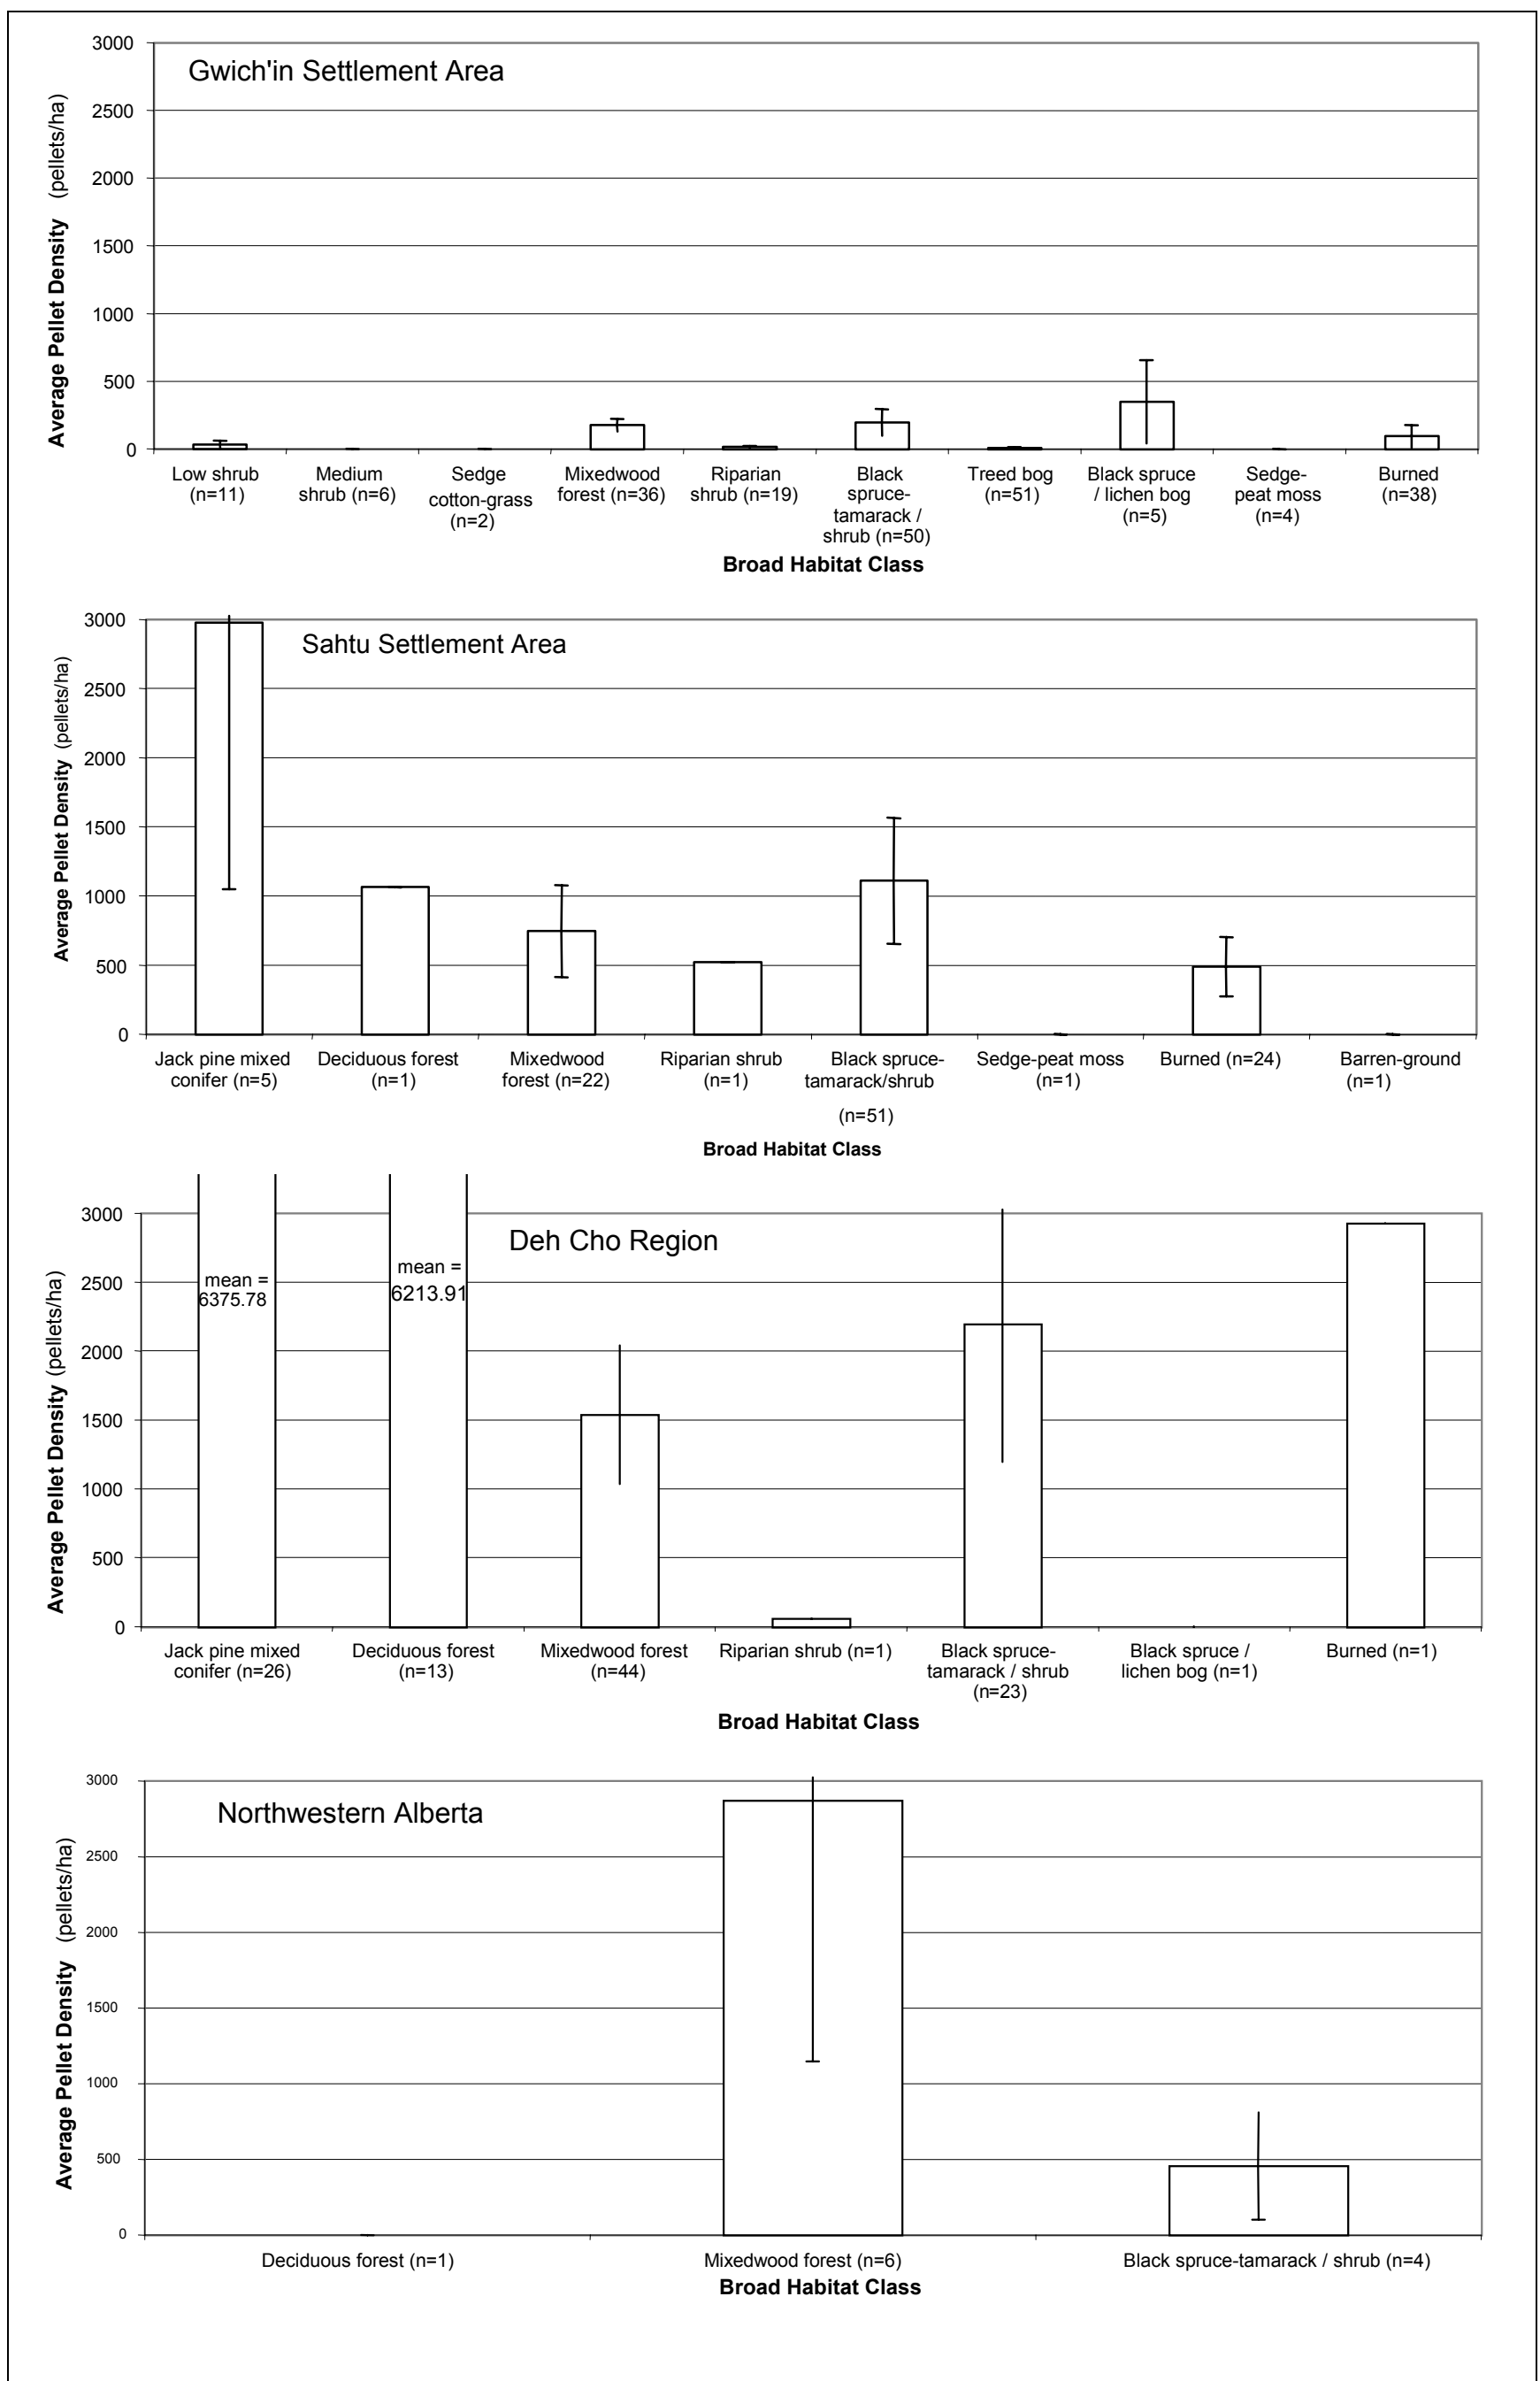 Gwich'in Settlement Area
Average Pellet Density (pellets/ha)
3000
2500
2000
1500
1000
500
0
Low shrub
(n=11)
Medium
shrub (n=6)
Sedge
cotton-grass
(n=2)
Mixedwood
forest (n=36)
Riparian
shrub (n=19)
Black
spruce-
tamarack /
shrub (n=50)
Treed bog
(n=51)
Black spruce
/ lichen bog
(n=5)
Sedge-
peat moss
(n=4)
Burned
(n=38)
Broad Habitat Class
Sahtu Settlement Area
Average Pellet Density (pellets/ha)
3000
2500
2000
1500
1000
500
0
Jack pine mixed
conifer (n=5)
Deciduous forest
(n=1)
Mixedwood
forest (n=22)
Riparian shrub
(n=1)
Black spruce-
tamarack/shrub
(n=51)
Sedge-peat moss
(n=1)
Burned (n=24)
Barren-ground
(n=1)
Broad Habitat Class
Deh Cho Region
Average Pellet Density (pellets/ha)
3000
2500
2000
1500
1000
500
0
mean =
6375.78
mean =
6213.91
Jack pine mixed
conifer (n=26)
Deciduous forest
(n=13)
Mixedwood forest
(n=44)
Riparian shrub (n=1)
Black spruce-
tamarack / shrub
(n=23)
Black spruce /
lichen bog (n=1)
Burned (n=1)
Broad Habitat Class
Northwestern Alberta
Average Pellet Density (pellets/ha)
3000
2500
2000
1500
1000
500
0
Deciduous forest (n=1)
Mixedwood forest (n=6)
Black spruce-tamarack / shrub (n=4)
Broad Habitat Class